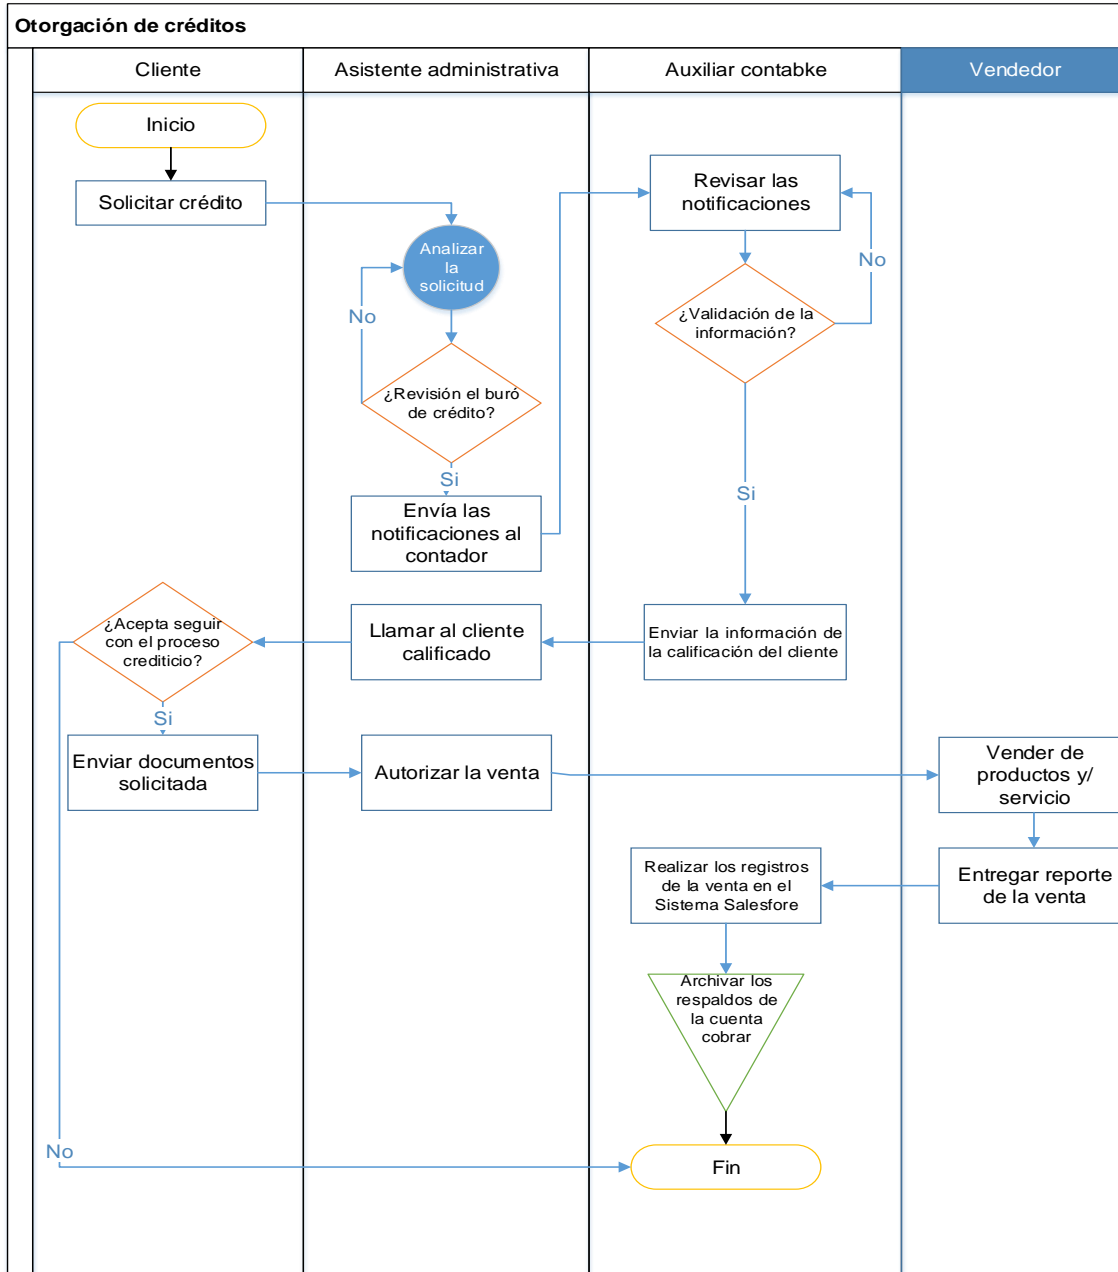 Otorgación de créditos
Cliente
Asistente administrativa
Auxiliar contabke
Vendedor
Inicio
Solicitar crédito
Analizar
la
solicitud
No
¿Revisión el buró
de crédito?
Si
Envía las
notificaciones al
contador
Revisar las
notificaciones
No
¿Validación de la
información?
Si
Enviar la información de
la calificación del cliente
Llamar al cliente
calificado
¿Acepta seguir
con el proceso
crediticio?
Si
Enviar documentos
solicitada
Autorizar la venta
Vender de
productos y/
servicio
Entregar reporte
de la venta
Realizar los registros
de la venta en el
Sistema Salesfore
Archivar los
respaldos de
la cuenta
cobrar
No
Fin